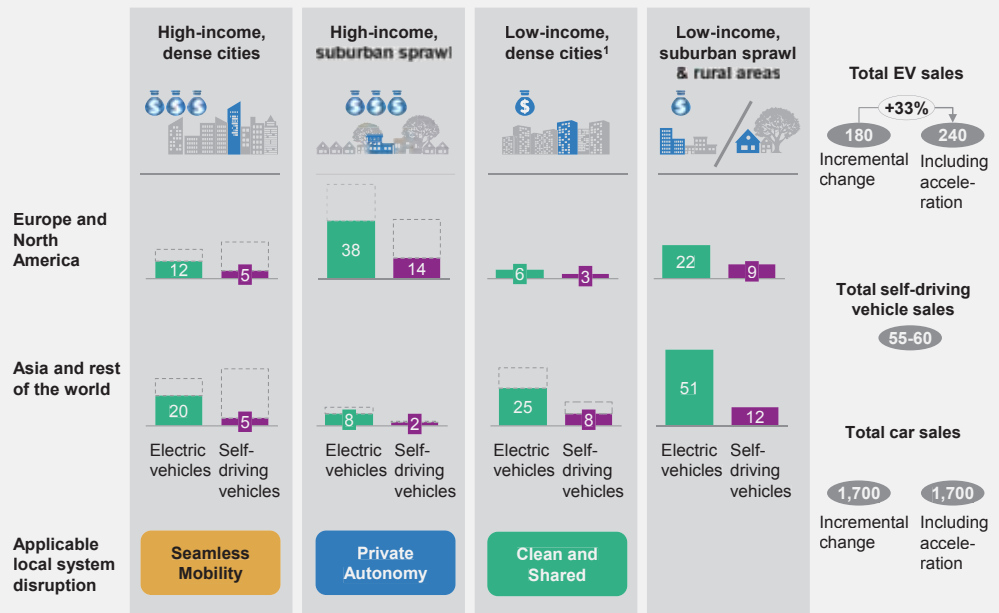 High-income,
dense cities
High-income,
suburban sprawl
Low-income,
dense cities¹
Low-income,
suburban sprawl
& rural areas
$ $ $
$ $ $
$
$
Total EV sales
+33%
180
240
Incremental
change
Including
accele-
ration
Europe and
North
America
12
5
38
14
6
3
22
9
Total self-driving
vehicle sales
55-60
Asia and rest
of the world
20
5
8
2
25
8
51
12
Electric
vehicles
Self-
driving
vehicles
Electric
vehicles
Self-
driving
vehicles
Electric
vehicles
Self-
driving
vehicles
Electric
vehicles
Self-
driving
vehicles
Total car sales
1,700
1,700
Incremental
change
Including
accele-
ration
Applicable
local system
disruption
Seamless
Mobility
Private
Autonomy
Clean and
Shared